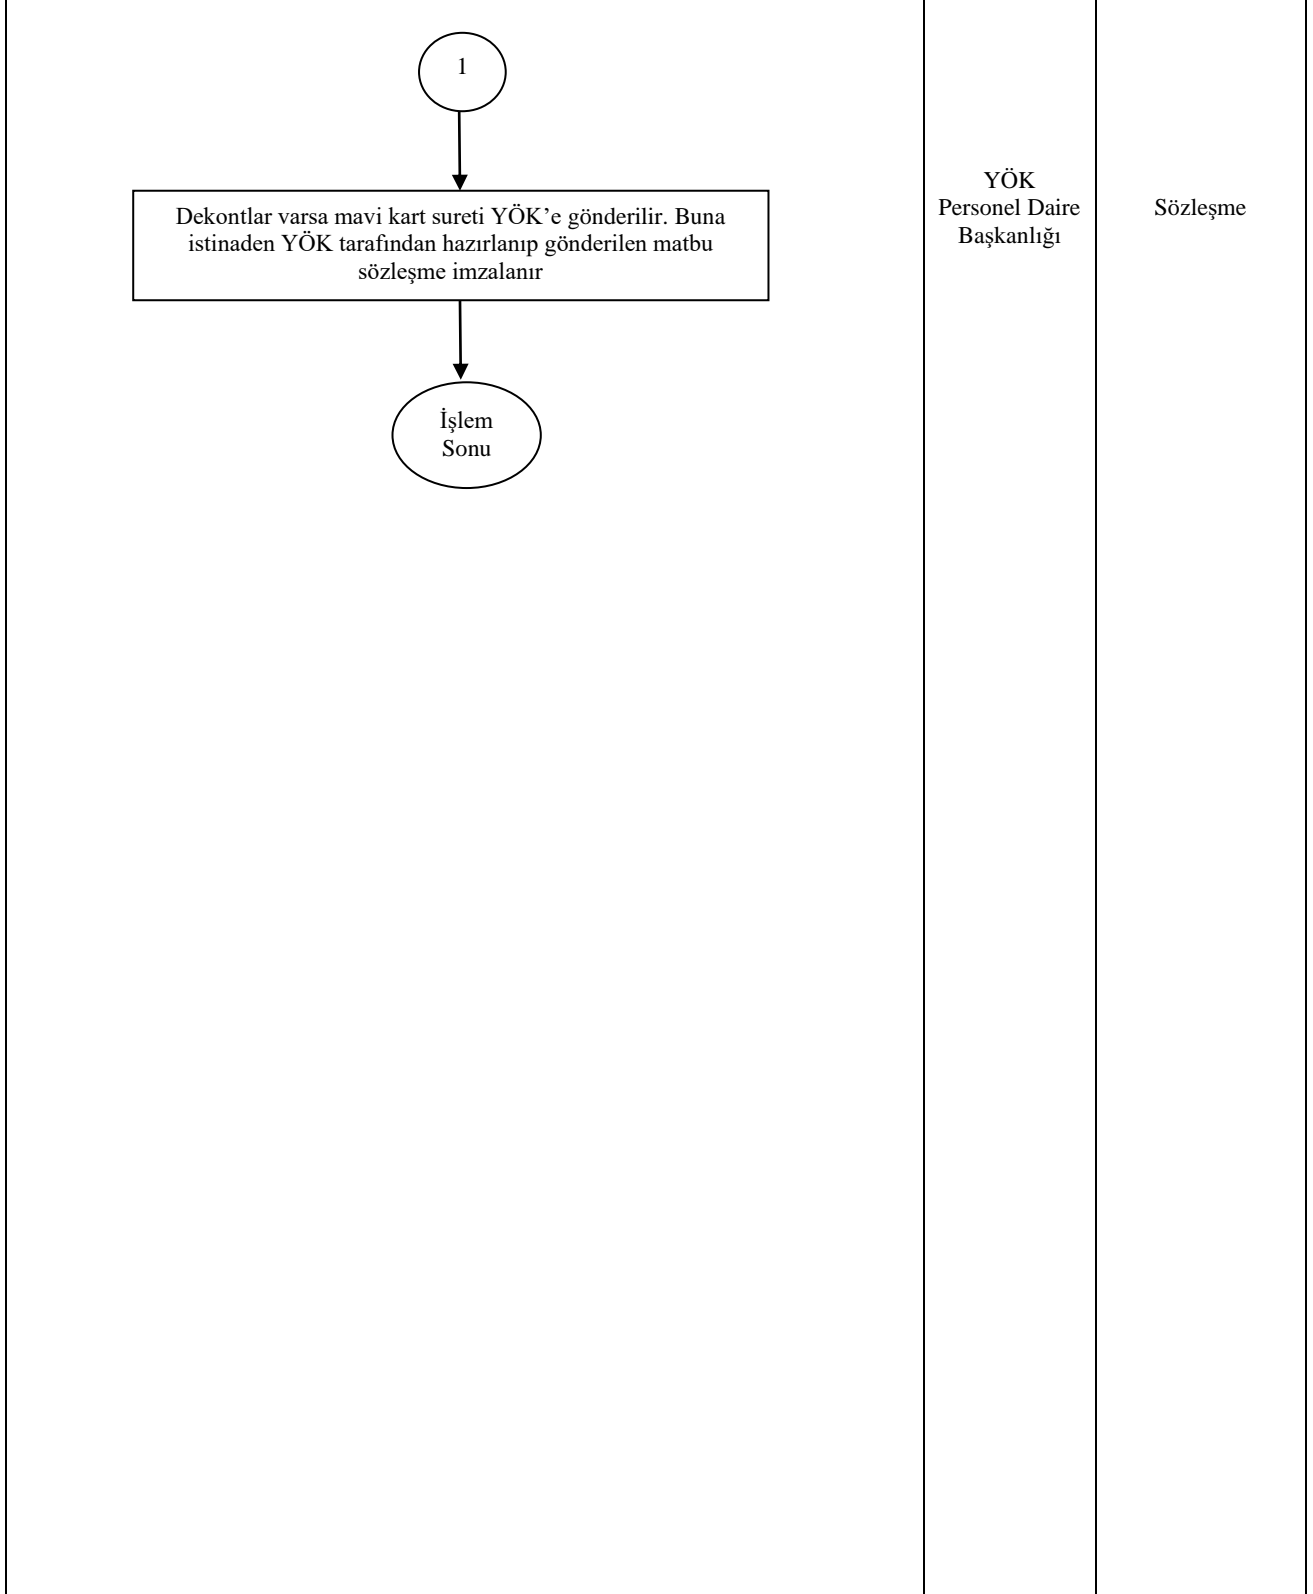 1
Dekontlar varsa mavi kart sureti YÖK’e gönderilir. Buna
istinaden YÖK tarafından hazırlanıp gönderilen matbu
sözleşme imzalanır
İşlem
Sonu
YÖK
Personel Daire
Başkanlığı
Sözleşme